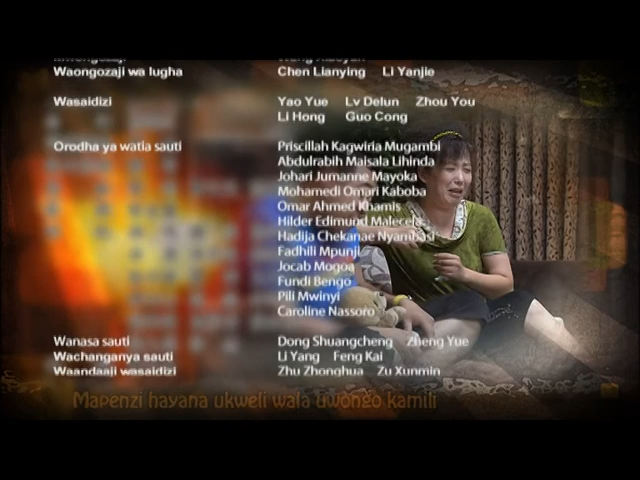 Waongozaji wa lugha Chen Lianying Li Yanjie
Wasaidizi Yao Yue Lv Delun Zhou You
Li Hong Guo Cong
Orodha ya watia sauti Priscillah Kagwiria Mugambi
Abdulrabih Maisala Lihinda
Johari Jumanne Mayoka
Mohamedi Omari Kaboba
Omar Ahmed Khamis
Hilder Edimund Malecela
Hadija Chekanae Nyambasi
Fadhili Mpunji
Jocab Mogoa
Fundi Bengo
Pili Mwinyi
Caroline Nassoro
Wanasa sauti Dong Shuangcheng Zheng Yue
Wachanganya sauti Li Yang Feng Kai
Waandaaji wasaidizi Zhu Zhonghua Zu Xunmin
Mapenzi hayana ukweli wala uwongo kamili